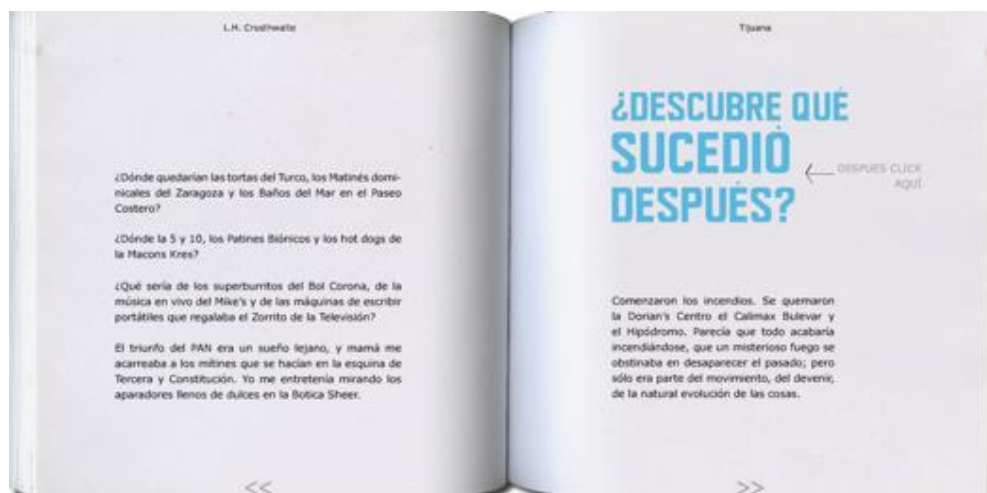 L.H. Crosthwaite
¿Dónde quedarían las tortas del Turco, los Matinés domi-
nicales del Zaragoza y los Baños del Mar en el Paseo
Costero?
¿Dónde la 5 y 10, los Patines Biónicos y los hot dogs de
la Macons Kres?
¿Qué sería de los superburritos del Bol Corona, de la
música en vivo del Mike's y de las máquinas de escribir
portátiles que regalaba el Zorrito de la Televisión?
El triunfo del PAN era un sueño lejano, y mamá me
acarreaba a los mítines que se hacían en la esquina de
Tercera y Constitución. Yo me entretenía mirando los
aparadores llenos de dulces en la Botica Sheer.
<<
Tijuana
¿DESCUBRE QUÉ
SUCEDIÓ
DESPUÉS?
DESPUES CLICK
AQUÍ
Comenzaron los incendios. Se quemaron
la Dorian's Centro el Calimax Bulevar y
el Hipódromo. Parecía que todo acabaría
incendiándose, que un misterioso fuego se
obstinaba en desaparecer el pasado; pero
sólo era parte del movimiento, del devenir,
de la natural evolución de las cosas.
>>